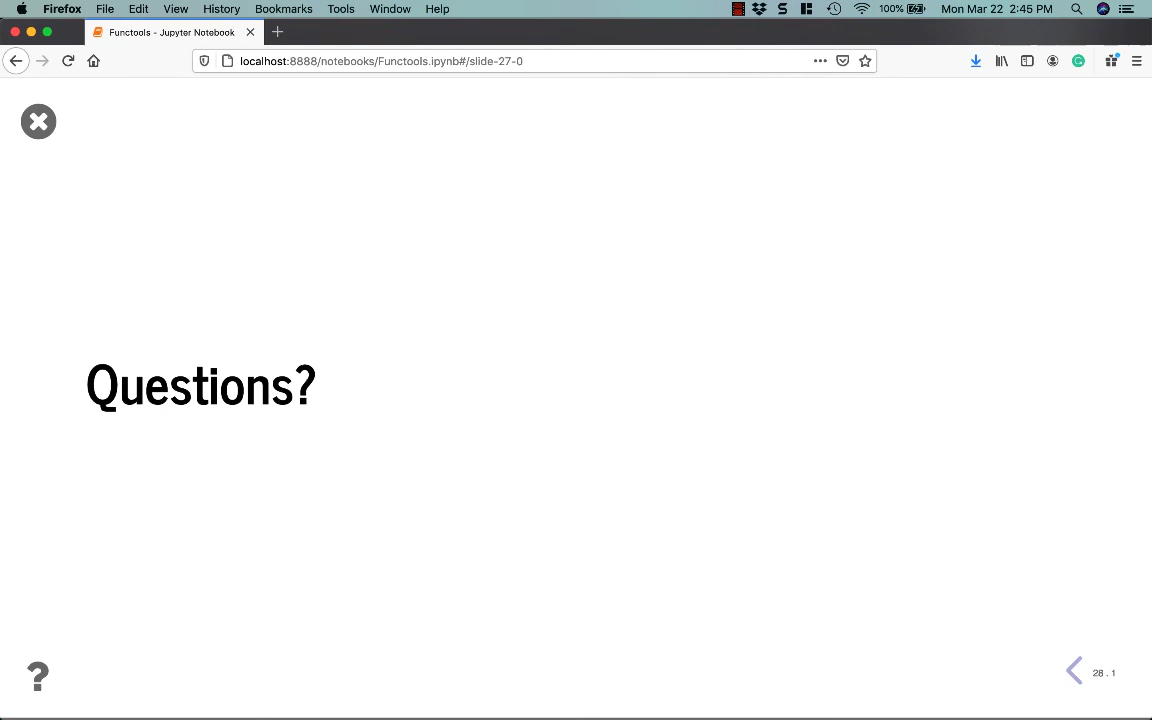 Firefox File Edit View History Bookmarks Tools Window Help 100% Mon Mar 22 2:45 PM
Functools - Jupyter Notebook
localhost:8888/notebooks/Functools.ipynb#/slide-27-0
Questions?
28 . 1